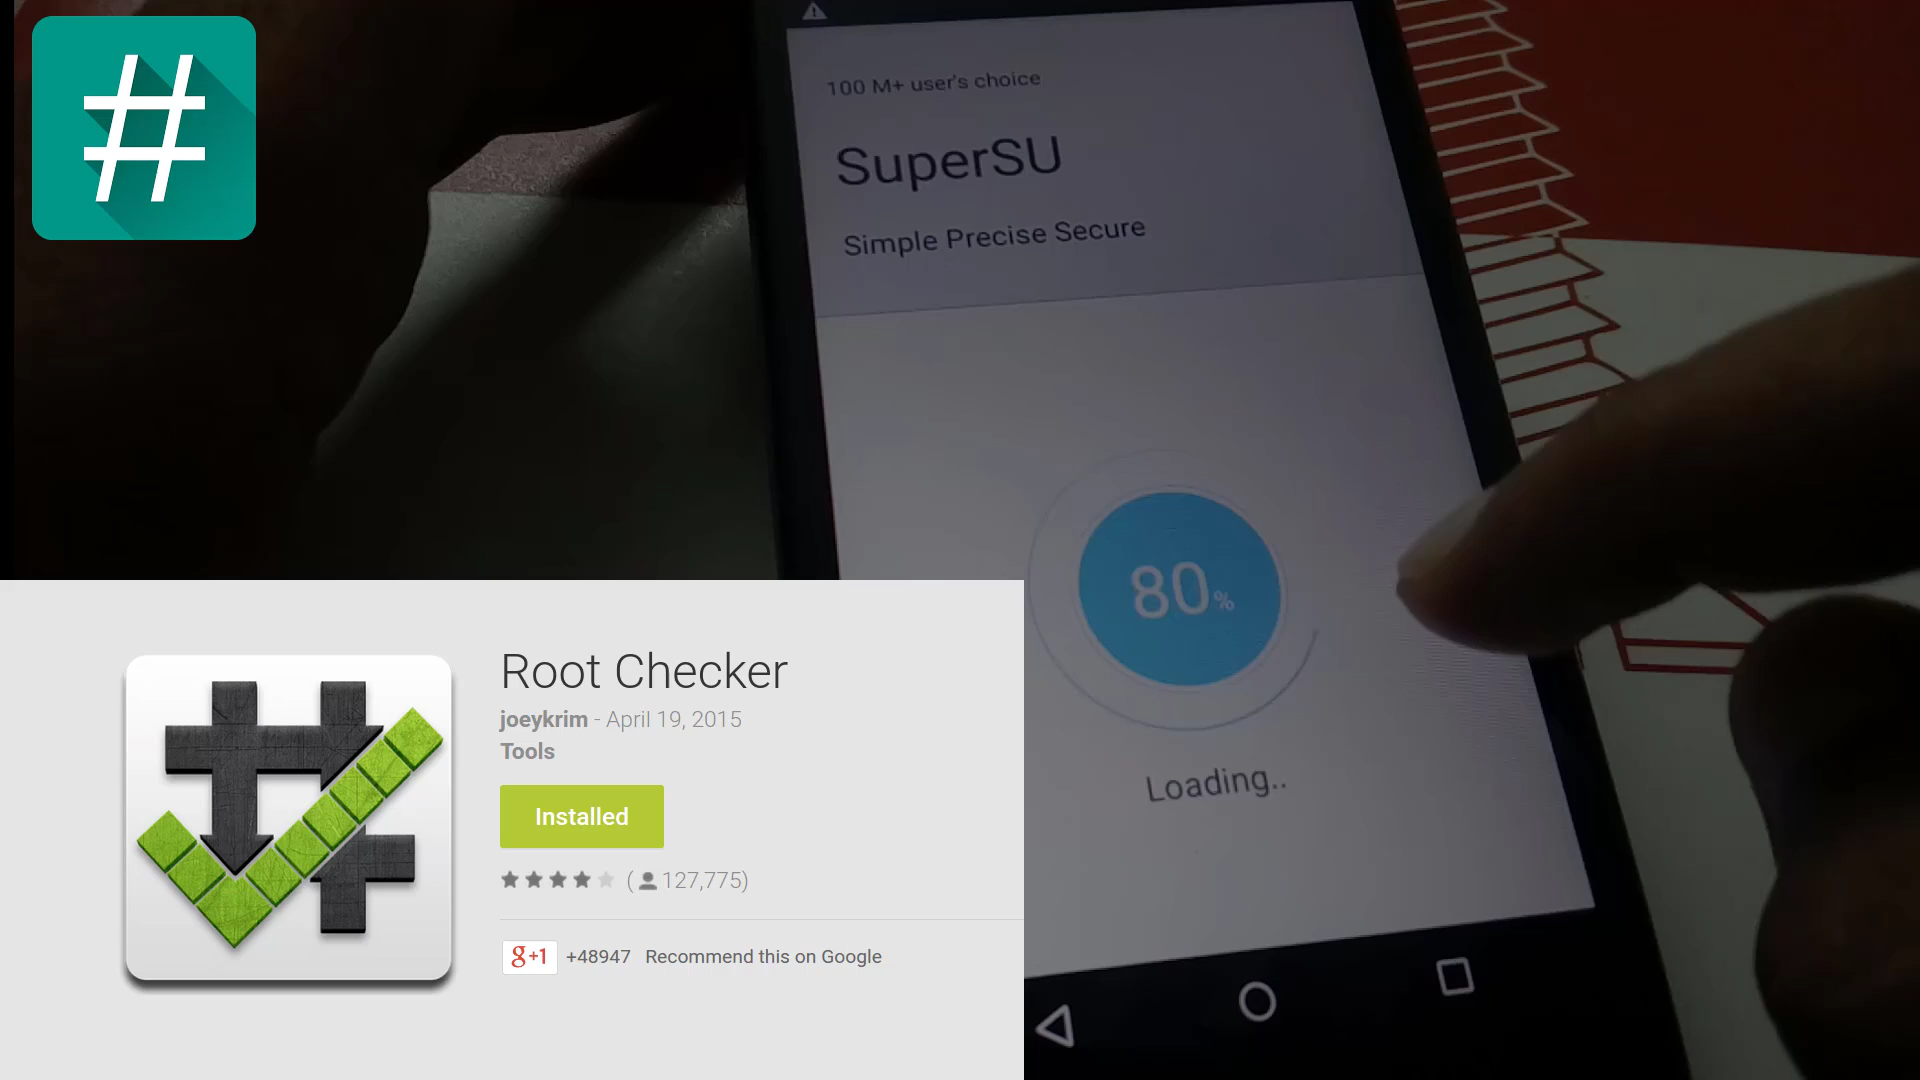 #
100 M+ user's choice
SuperSU
Simple Precise Secure
80%
Loading..
Root Checker
joeykrim - April 19, 2015
Tools
Installed
(127,775)
g+1 +48947 Recommend this on Google